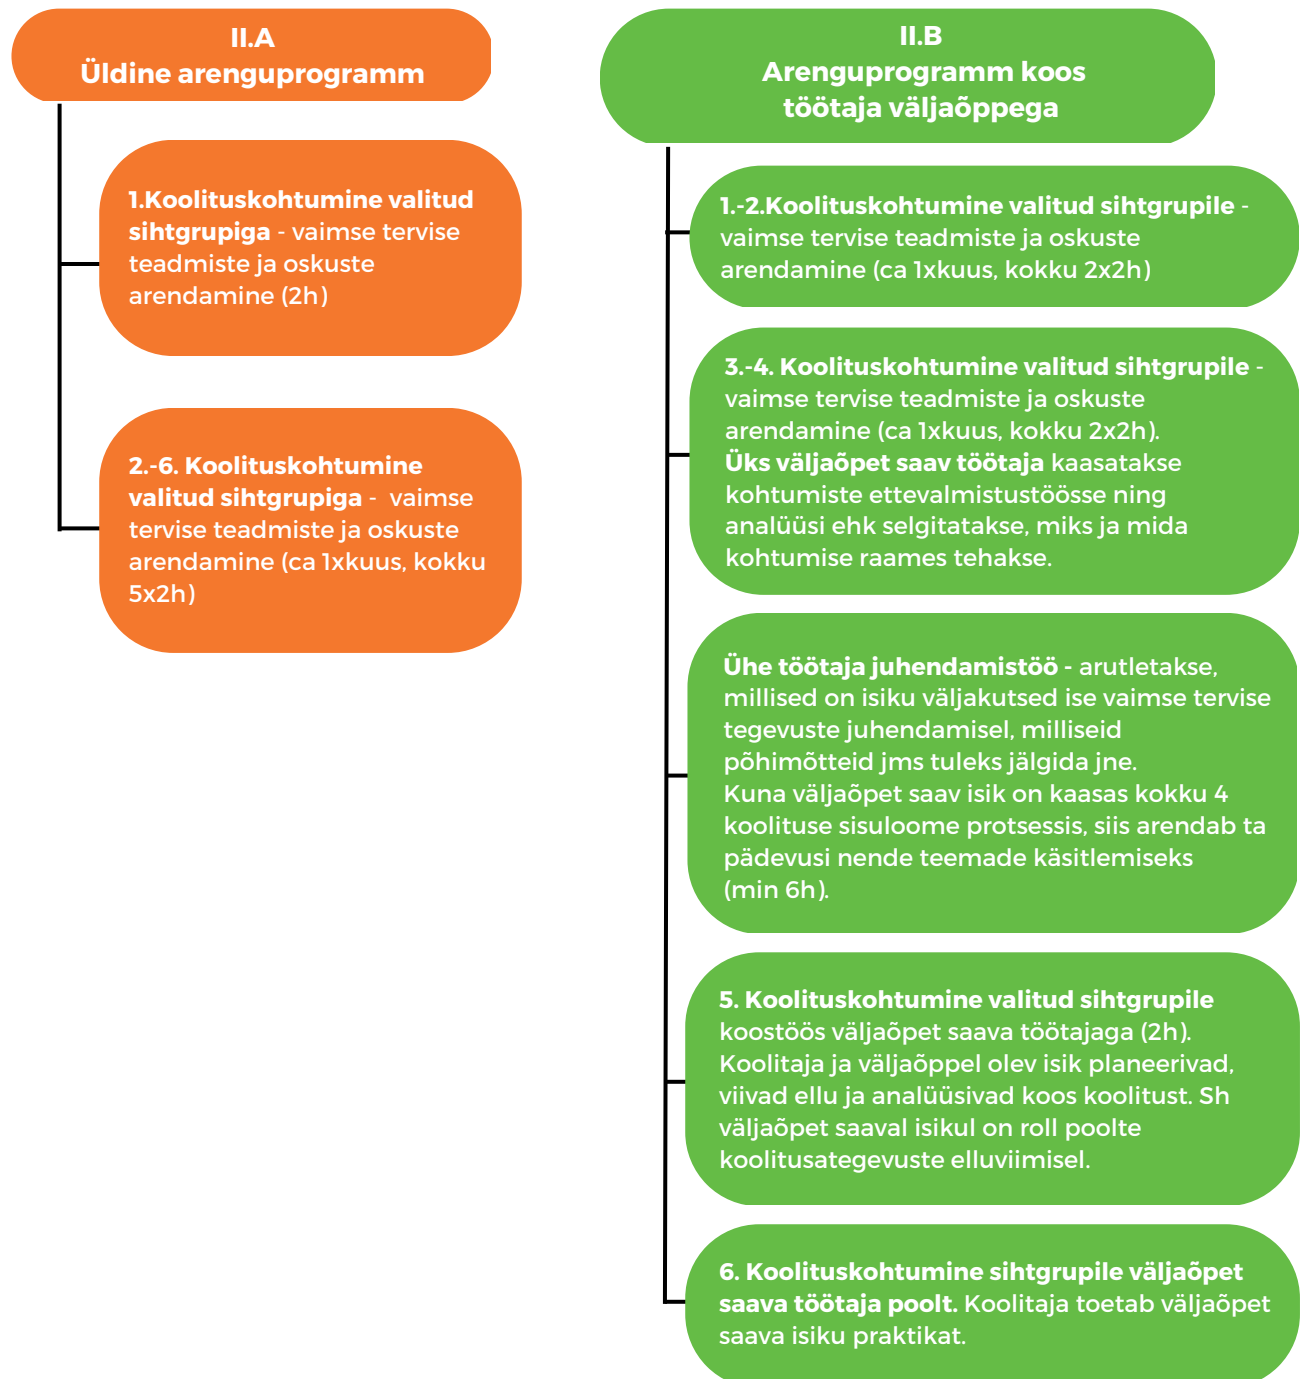 II.A
Üldine arenguprogramm
1.Koolituskohtumine valitud
sihtgrupiga - vaimse tervise
teadmiste ja oskuste
arendamine (2h)
2.-6. Koolituskohtumine
valitud sihtgrupiga - vaimse
tervise teadmiste ja oskuste
arendamine (ca 1xkuus, kokku
5x2h)
II.B
Arenguprogramm koos
töötaja väljaõppega
1.-2.Koolituskohtumine valitud sihtgrupile -
vaimse tervise teadmiste ja oskuste
arendamine (ca 1xkuus, kokku 2x2h)
3.-4. Koolituskohtumine valitud sihtgrupile -
vaimse tervise teadmiste ja oskuste
arendamine (ca 1xkuus, kokku 2x2h).
Üks väljaõpet saav töötaja kaasatakse
kohtumiste ettevalmistustöösse ning
analüüsi ehk selgitatakse, miks ja mida
kohtumise raames tehakse.
Ühe töötaja juhendamistöö - arutletakse,
millised on isiku väljakutsed ise vaimse tervise
tegevuste juhendamisel, milliseid
põhimõtteid jms tuleks jälgida jne.
Kuna väljaõpet saav isik on kaasas kokku 4
koolituse sisuloome protsessis, siis arendab ta
pädevusi nende teemade käsitlemiseks
(min 6h).
5. Koolituskohtumine valitud sihtgrupile
koostöös väljaõpet saava töötajaga (2h).
Koolitaja ja väljaõppel olev isik planeerivad,
viivad ellu ja analüüsivad koos koolitust. Sh
väljaõpet saaval isikul on roll poolte
koolitusategevuste elluviimisel.
6. Koolituskohtumine sihtgrupile väljaõpet
saava töötaja poolt. Koolitaja toetab väljaõpet
saava isiku praktikat.